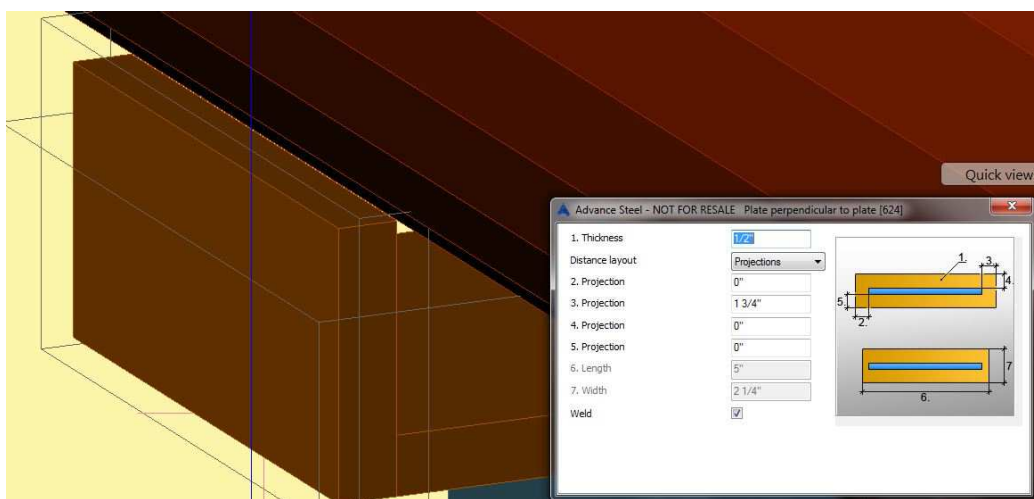 Quick view
Advance Steel - NOT FOR RESALE Plate perpendicular to plate [624]
1. Thickness 1/2"
Distance layout Projections
2. Projection 0"
3. Projection 1 3/4"
4. Projection 0"
5. Projection 0"
6. Length 5"
7. Width 2 1/4"
Weld
1.
3.
4.
5.
2.
7
6.